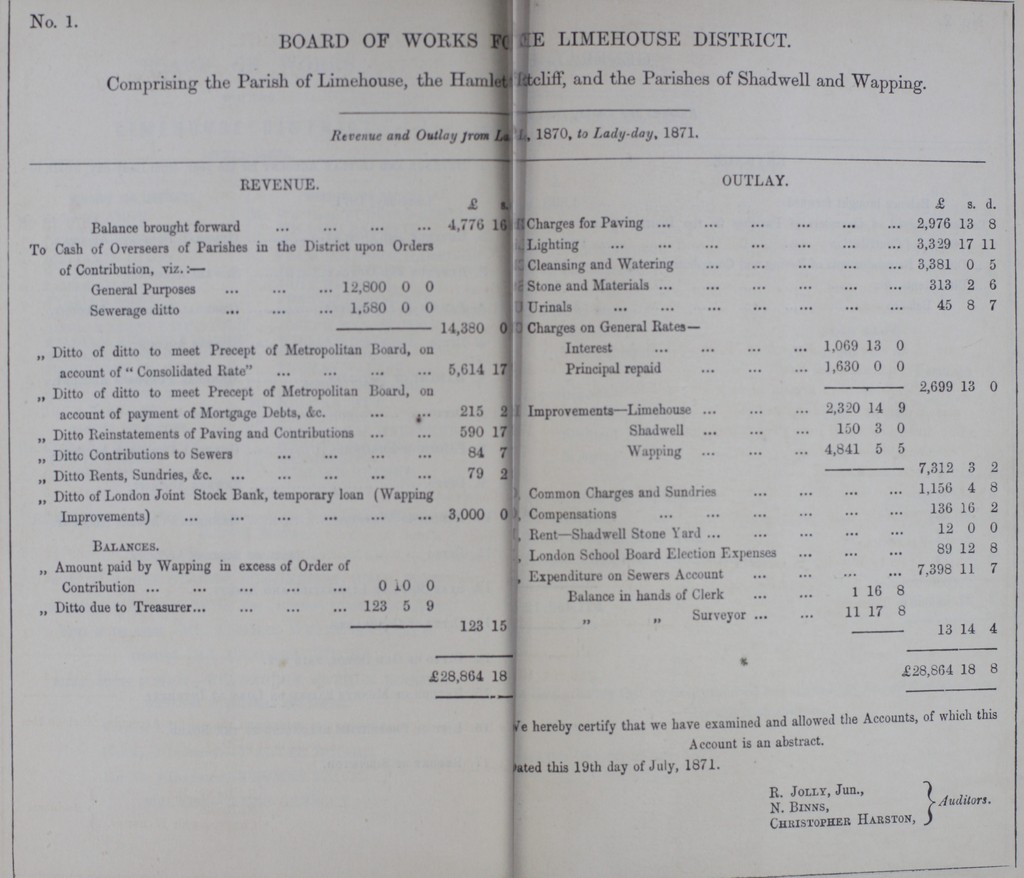 No. 1.
BOARD OF WORKS LIMEHOUSE DISTRICT.
Comprising the Parish of Limehouse, the Hamlet and the Parishes of Shadwell and Wapping.
Revenue and Outlay from 1870, to Lady-day, 1871.
REVENUE.
£
Balance brought forward ... ... ... ... 4,776 16
To Cash of Overseers of Parishes in the District upon Orders
of Contribution, viz.:—
General Purposes ... ... ... 12,800 0 0
Sewerage ditto ... ... ... 1,580 0 0
14,380 0
„ Ditto of ditto to meet Precept of Metropolitan Board, on
account of "Consolidated Rate" ... ... ... ... 5,614 17
„ Ditto of ditto to meet Precept of Metropolitan Board, on
account of payment of Mortgage Debts, &c. ... ... 215 2
„ Ditto Reinstatements of Paving and Contributions ... ... 590 17
„ Ditto Contributions to Sewers ... ... ... ... 84 7
„ Ditto Rents, Sundries, &c. ... ... ... ... ... 79 2
„ Ditto of London Joint Stock Bank, temporary loan (Wapping
Improvements) ... ... ... ... ... ... 3,000 0
BALANCES.
„ Amount paid by Wapping in excess of Order of
Contribution ... ... ... ... ... 0 10 0
„ Ditto due to Treasurer... ... ... ... 123 5 9
123 15
£28,864 18
OUTLAY.
£ s. d.
Charges for Paving ... ... ... ... ... ... 2,976 13 8
Lighting ... ... ... ... ... ... ... 3,329 17 11
Cleansing and Watering ... ... ... ... ... 3,381 0 5
Stone and Materials ... ... ... ... ... ... 313 2 6
Urinals ... ... ... ... ... ... ... 45 8 7
Charges on General Rates—
Interest ... ... ... ... 1,069 13 0
Principal repaid ... ... ... 1,630 0 0
2,699 13 0
Improvements—Limehouse ... ... ... 2,320 14 9
Shadwell ... ... ... 150 3 0
Wapping ... ... ... 4,841 5 5
7,312 3 2
Common Charges and Sundries ... ... ... ... 1,156 4 8
Compensations ... ... ... ... ... ... 136 16 2
Rent—Shadwell Stone Yard ... ... ... ... ... 12 0 0
London School Board Election Expenses ... ... ... 89 12 8
Expenditure on Sewers Account ... ... ... ... 7,398 11 7
Balance in hands of Clerk ... ... 1 16 8
„ „ Surveyor ... ... 11 17 8
13 14 4
£28,864 18 8
hereby certify that we have examined and allowed the Accounts, of which this
Account is an abstract.
this 19th day of July, 1871.
R. JOLLY, Jun.,
N. BINNS,
CHRISTOPHER HARSTON,
} Auditors.